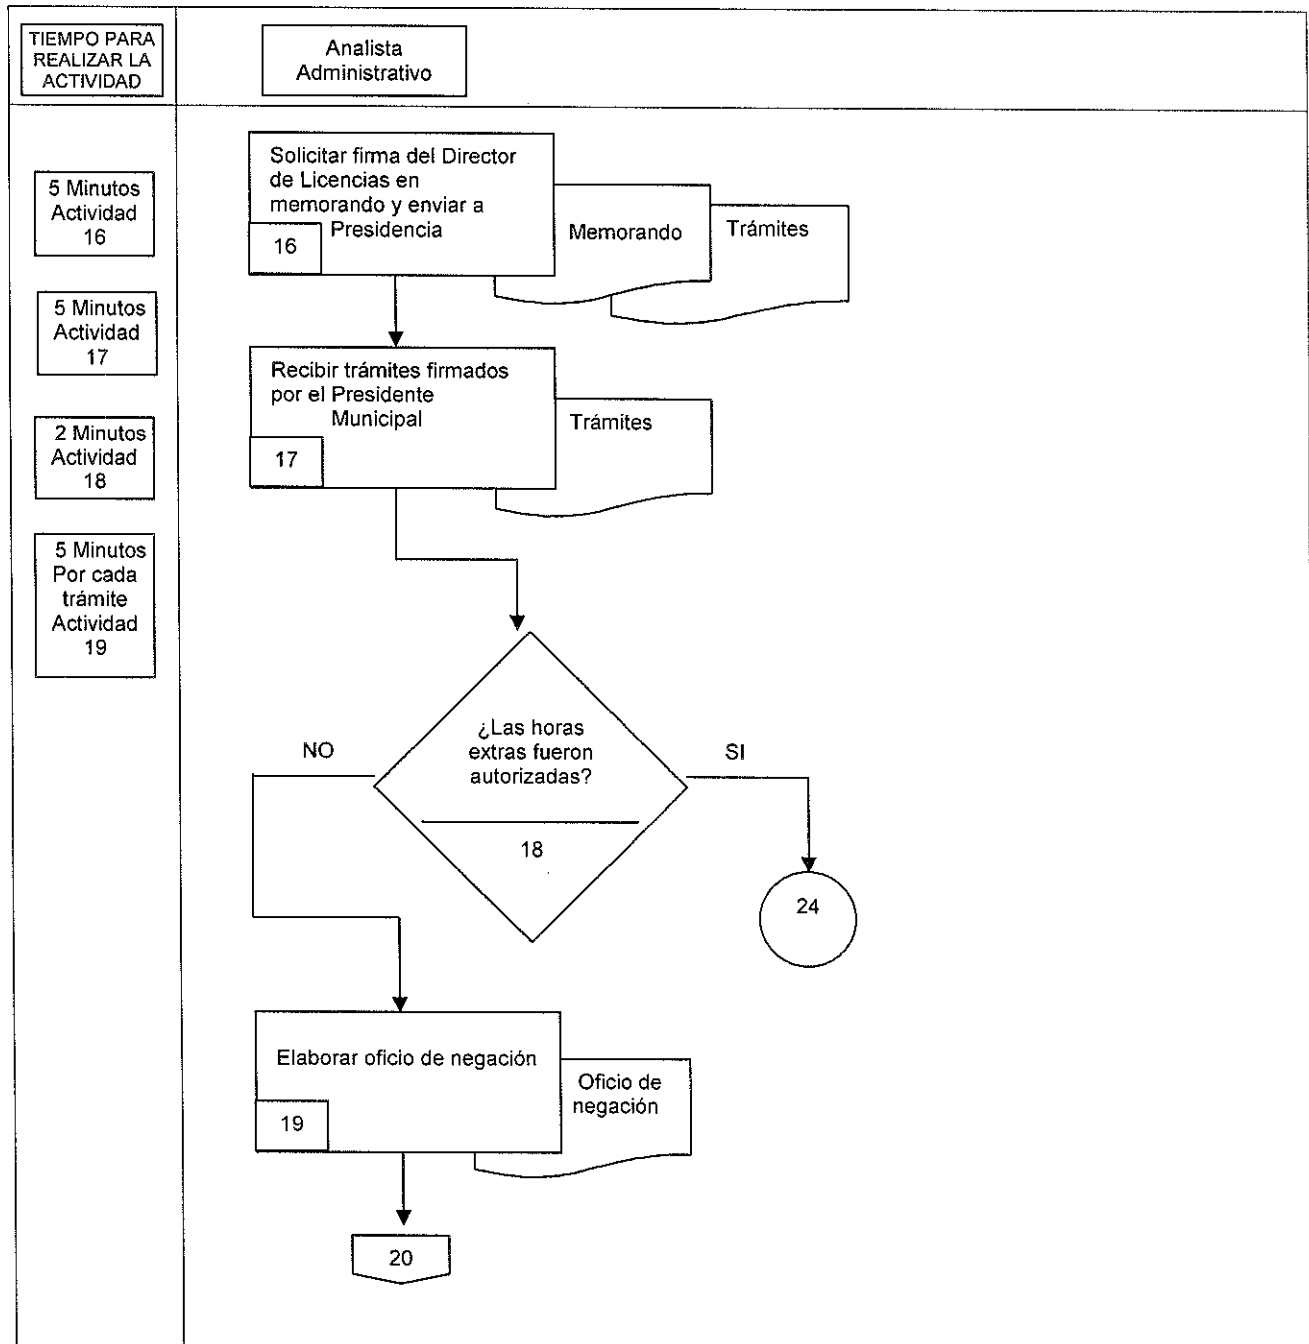 TIEMPO PARA
REALIZAR LA
ACTIVIDAD
Analista
Administrativo
5 Minutos
Actividad
16
5 Minutos
Actividad
17
2 Minutos
Actividad
18
5 Minutos
Por cada
trámite
Actividad
19
Solicitar firma del Director
de Licencias en
memorando y enviar a
Presidencia
16
Memorando
Trámites
Recibir trámites firmados
por el Presidente
Municipal
17
Trámites
¿Las horas
extras fueron
autorizadas?
18
NO
SI
24
Elaborar oficio de negación
19
Oficio de
negación
20